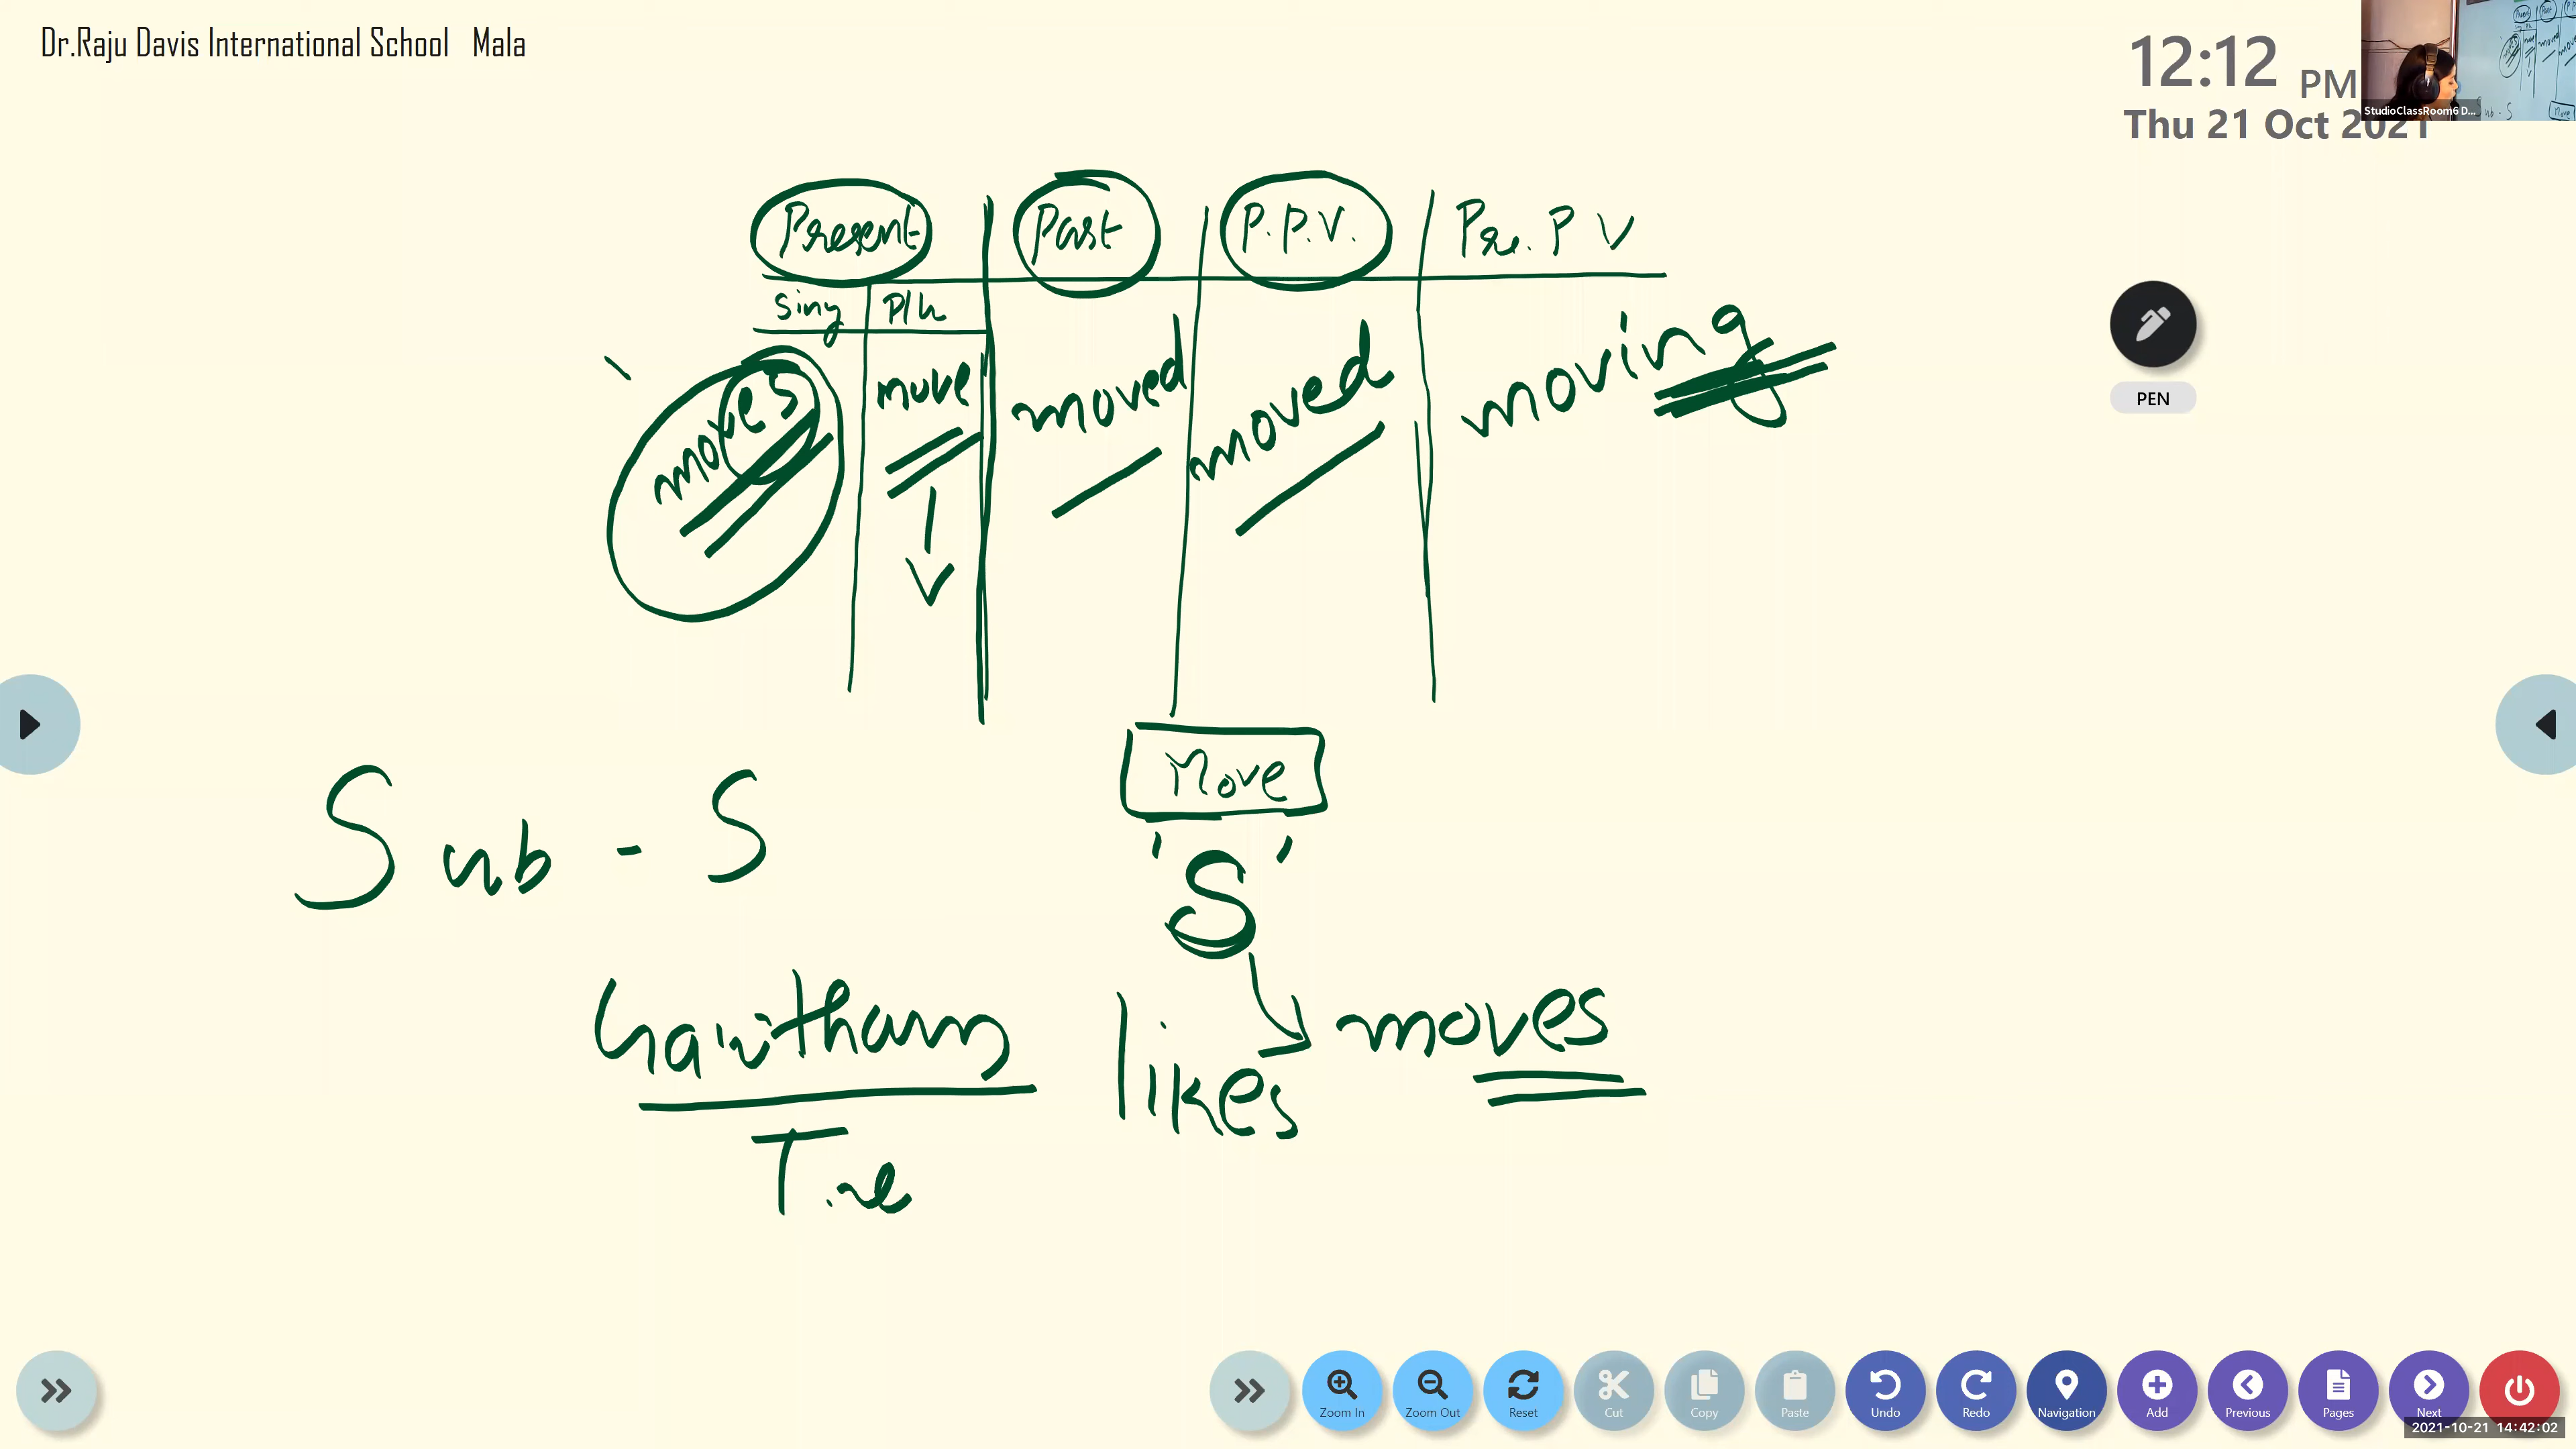 Dr.Raju Davis International School Mala
12:12 PM
Thu 21 Oct 2021
StudioClassRoom6 D...
Present Past P.P.V. Pre. P V
Sing Plu
moves move moved moved moving
PEN
Move
Sub - S 'S'
moves
likes
Zoom In Zoom Out Reset Cut Copy Paste Undo Redo Navigation Add Previous Pages Next
2021-10-21 14:42:02